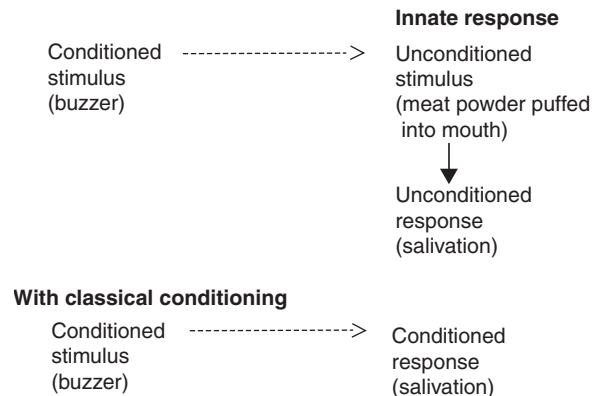 Innate response
Conditioned
stimulus
(buzzer)
Unconditioned
stimulus
(meat powder puffed
into mouth)
Unconditioned
response
(salivation)
With classical conditioning
Conditioned
stimulus
(buzzer)
Conditioned
response
(salivation)